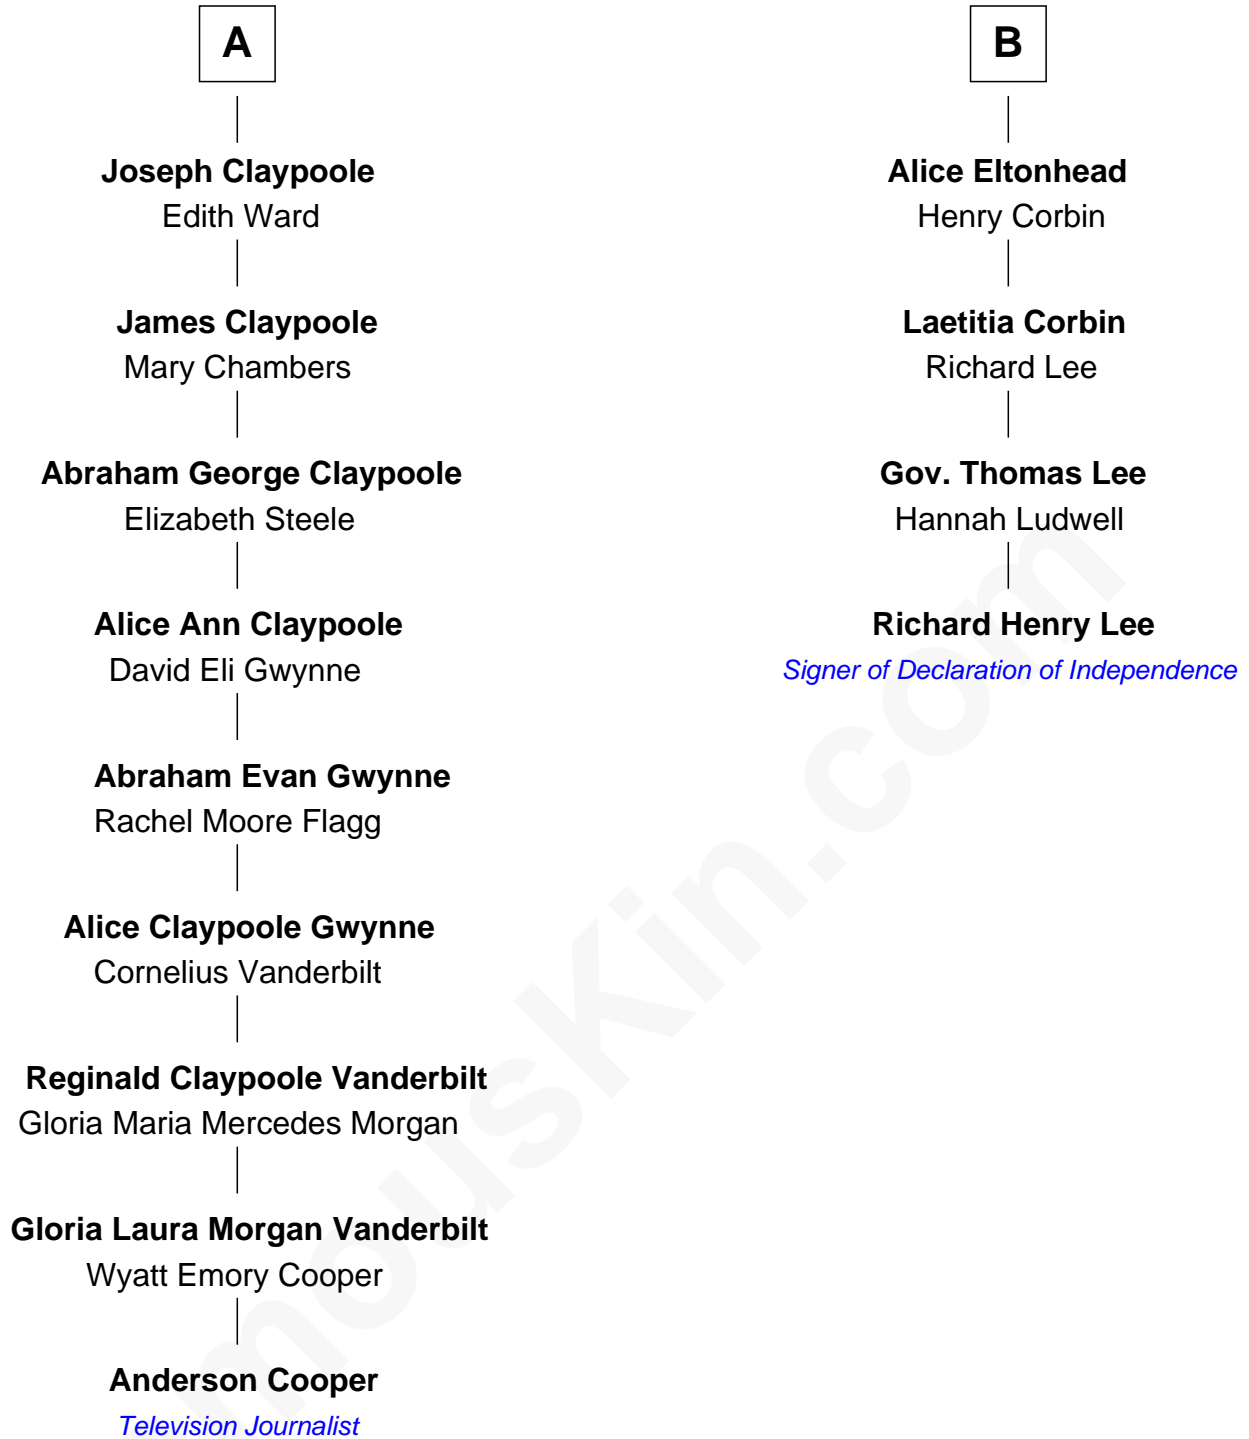 A
Joseph Claypoole
Edith Ward
James Claypoole
Mary Chambers
Abraham George Claypoole
Elizabeth Steele
Alice Ann Claypoole
David Eli Gwynne
Abraham Evan Gwynne
Rachel Moore Flagg
Alice Claypoole Gwynne
Cornelius Vanderbilt
Reginald Claypoole Vanderbilt
Gloria Maria Mercedes Morgan
Gloria Laura Morgan Vanderbilt
Wyatt Emory Cooper
Anderson Cooper
Television Journalist
B
Alice Eltonhead
Henry Corbin
Laetitia Corbin
Richard Lee
Gov. Thomas Lee
Hannah Ludwell
Richard Henry Lee
Signer of Declaration of Independence
mousKin.com